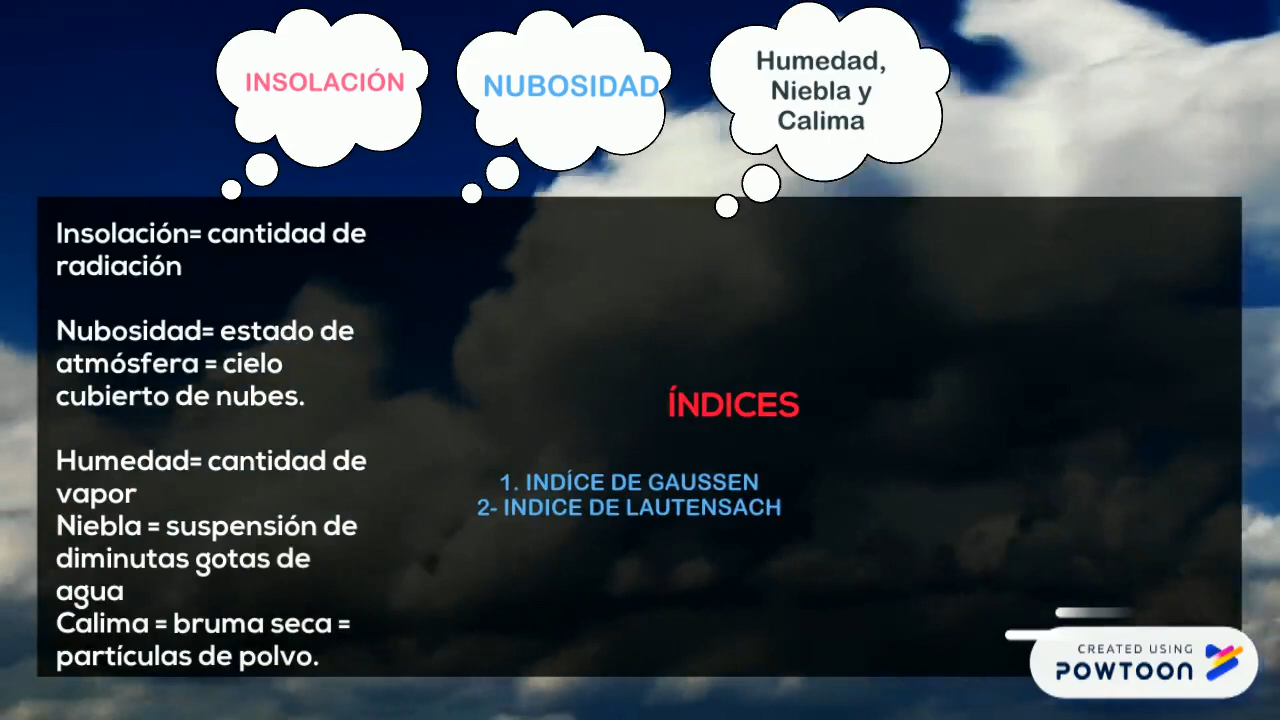 INSOLACIÓN
NUBOSIDAD
Humedad,
Niebla y
Calima
Insolación= cantidad de
radiación
Nubosidad= estado de
atmósfera = cielo
cubierto de nubes.
Humedad= cantidad de
vapor
Niebla = suspensión de
diminutas gotas de
agua
Calima = bruma seca =
partículas de polvo.
ÍNDICES
1. INDÍCE DE GAUSSEN
2- INDICE DE LAUTENSACH
CREATED USING
POWTOON